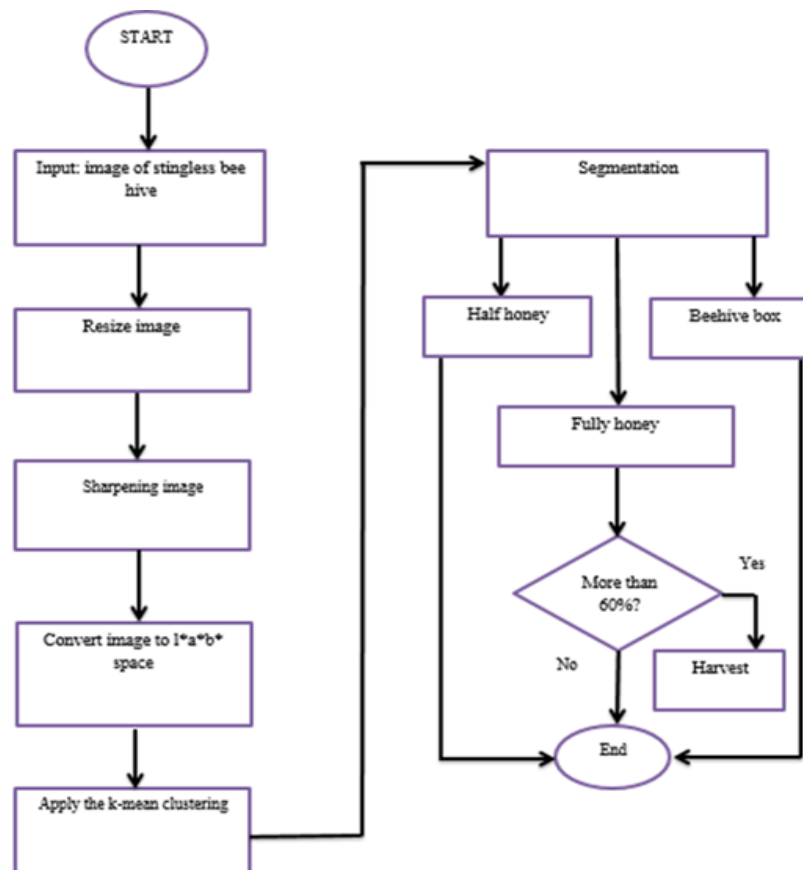 START
Input: image of stingless bee
hive
Resize image
Sharpening image
Convert image to l*a*b*
space
Apply the k-mean clustering
Segmentation
Half honey
Beehive box
Fully honey
More than
60%?
Yes
No
Harvest
End